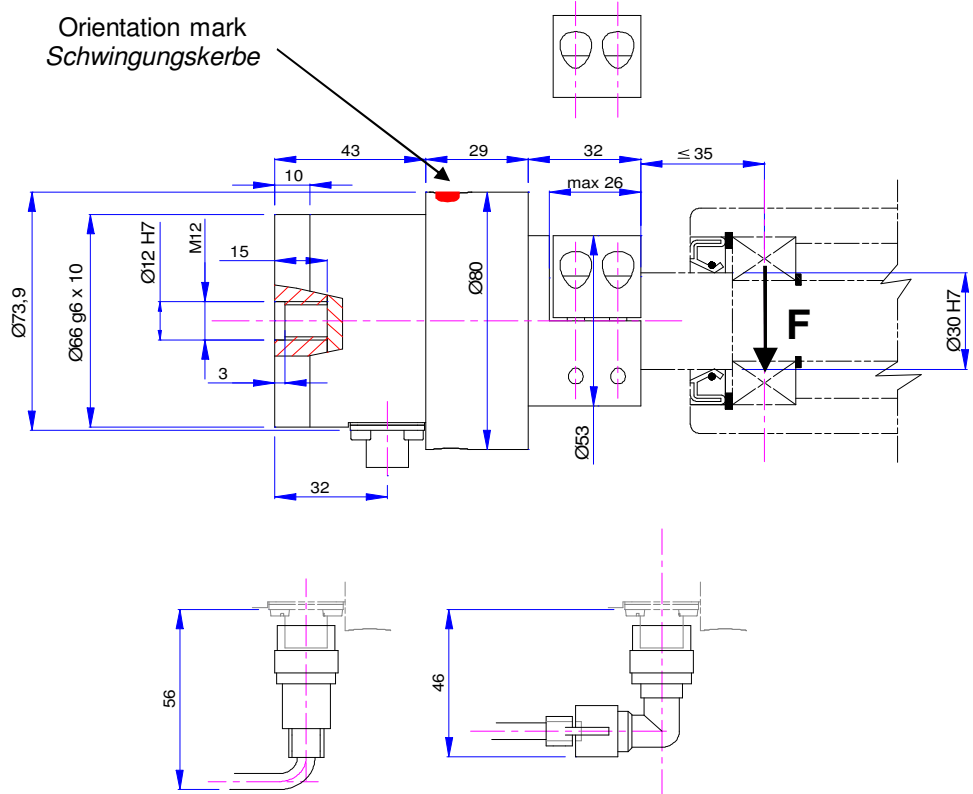 Orientation mark
Schwingungskerbe
43
29
32
≤ 35
10
max 26
15
M12
Ø12 H7
Ø66 g6 x 10
Ø73,9
Ø80
F
Ø30 H7
3
Ø53
32
56
46